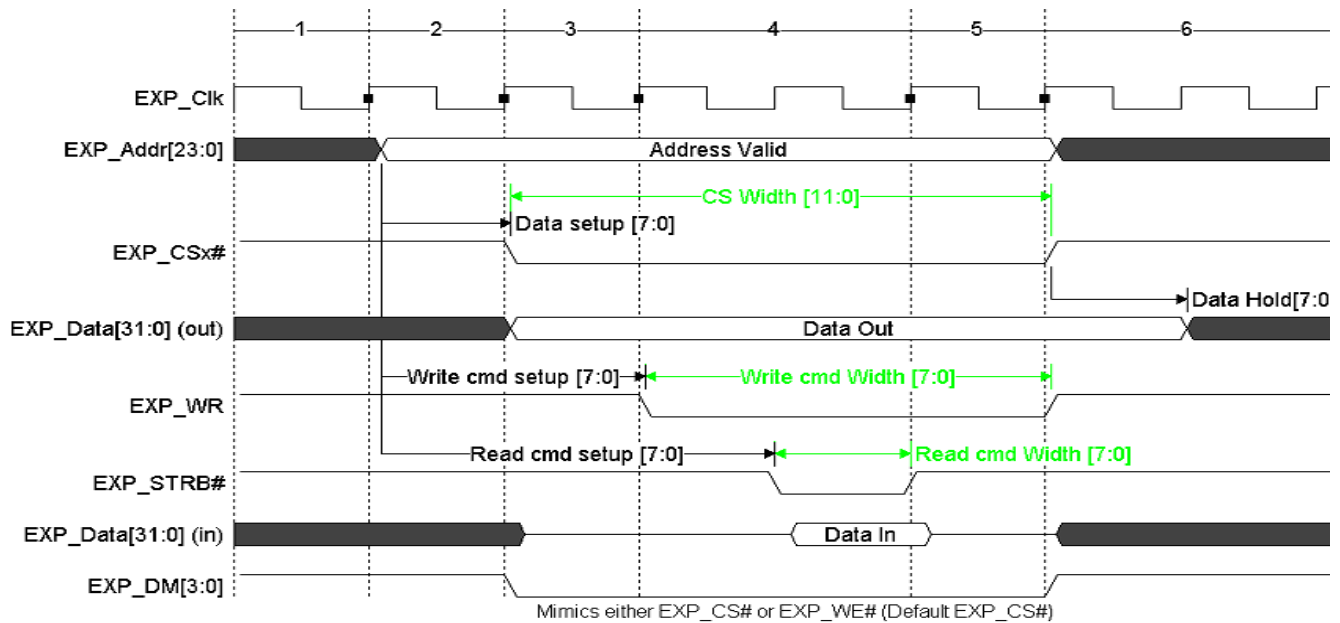 1 2 3 4 5 6
EXP_Clk
EXP_Addr[23:0] Address Valid
CS Width [11:0]
Data setup [7:0]
EXP_CSx#
Data Hold[7:0
EXP_Data[31:0] (out) Data Out
Write cmd setup [7:0] Write cmd Width [7:0]
EXP_WR
Read cmd setup [7:0] Read cmd Width [7:0]
EXP_STRB#
EXP_Data[31:0] (in) Data In
EXP_DM[3:0]
Mimics either EXP_CS# or EXP_WE# (Default EXP_CS#)